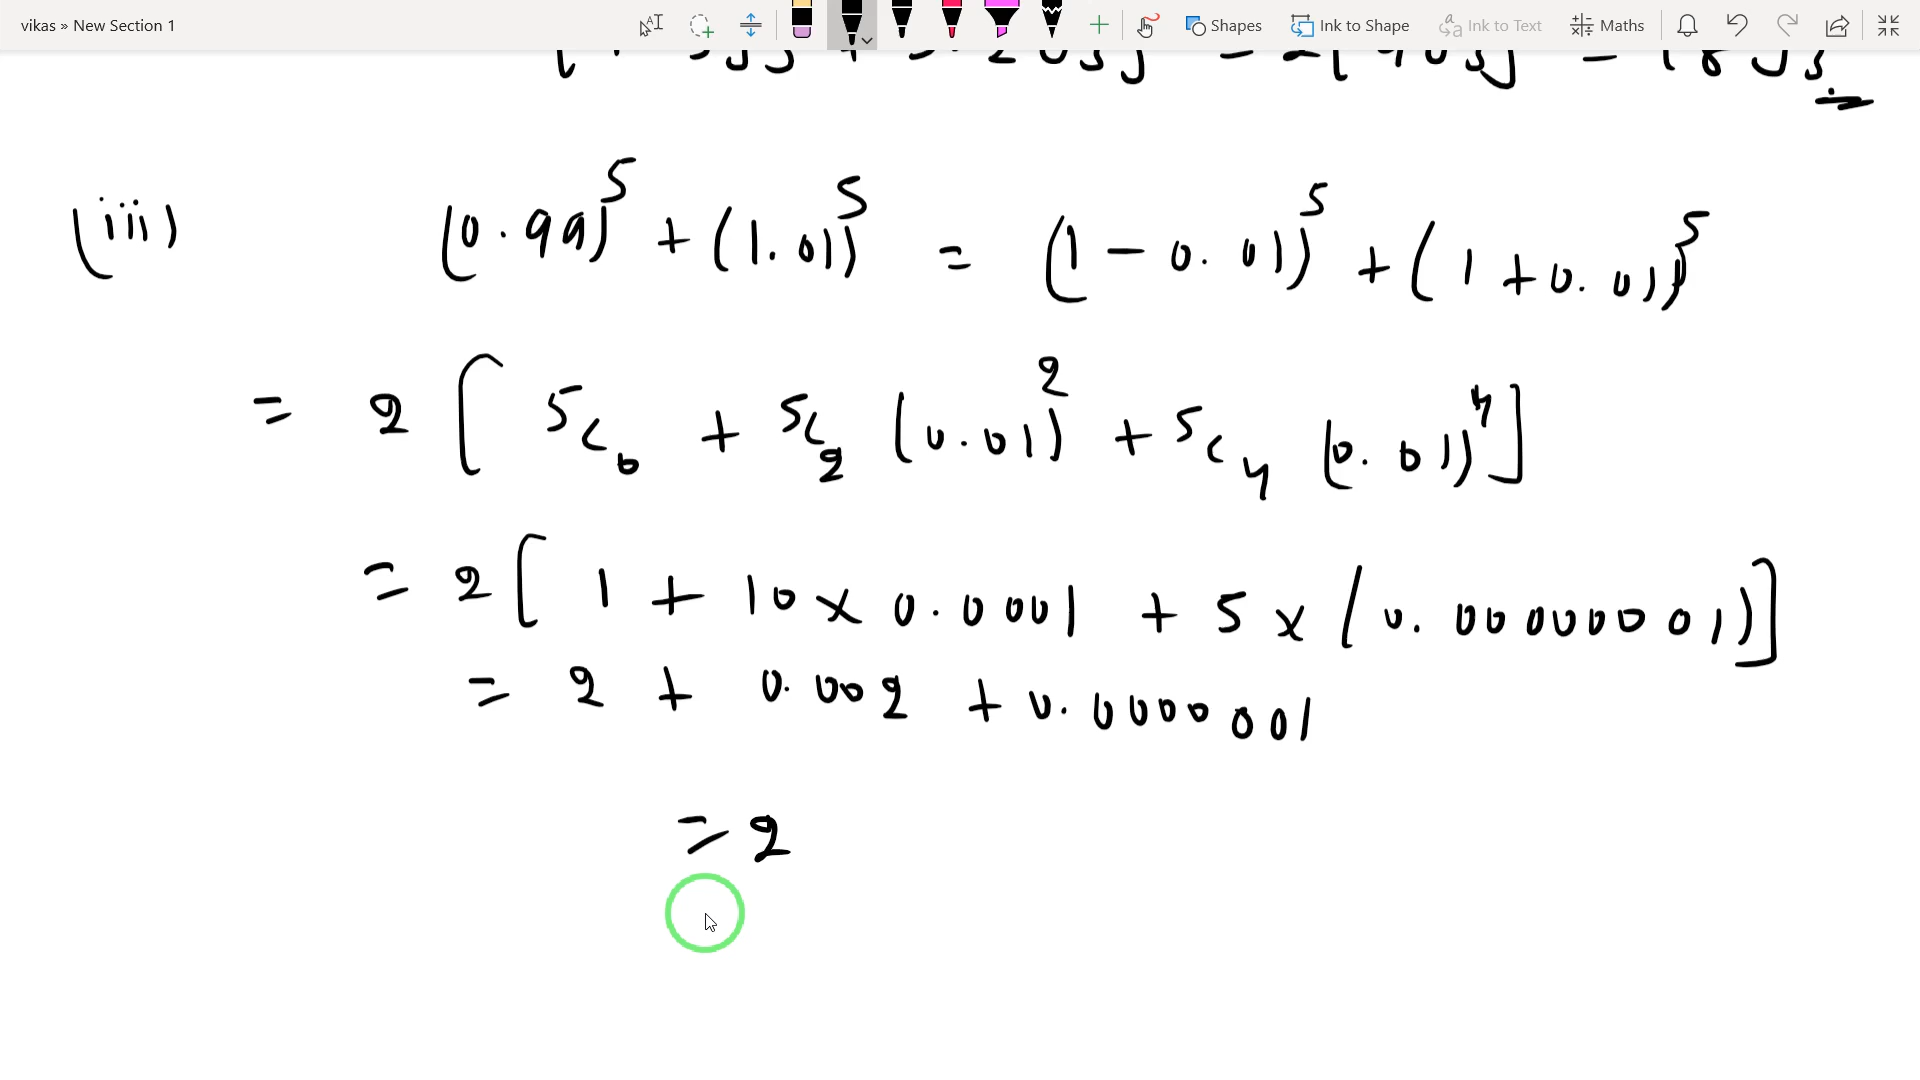 vikas » New Section 1 Shapes Ink to Shape Ink to Text Maths
(iii) (0.99)^5 + (1.01)^5 = (1 - 0.01)^5 + (1 + 0.01)^5
= 2 [ 5C0 + 5C2 (0.01)^2 + 5C4 (0.01)^4 ]
= 2 [ 1 + 10 × 0.0001 + 5 × (0.00000001) ]
= 2 + 0.002 + 0.0000001
= 2